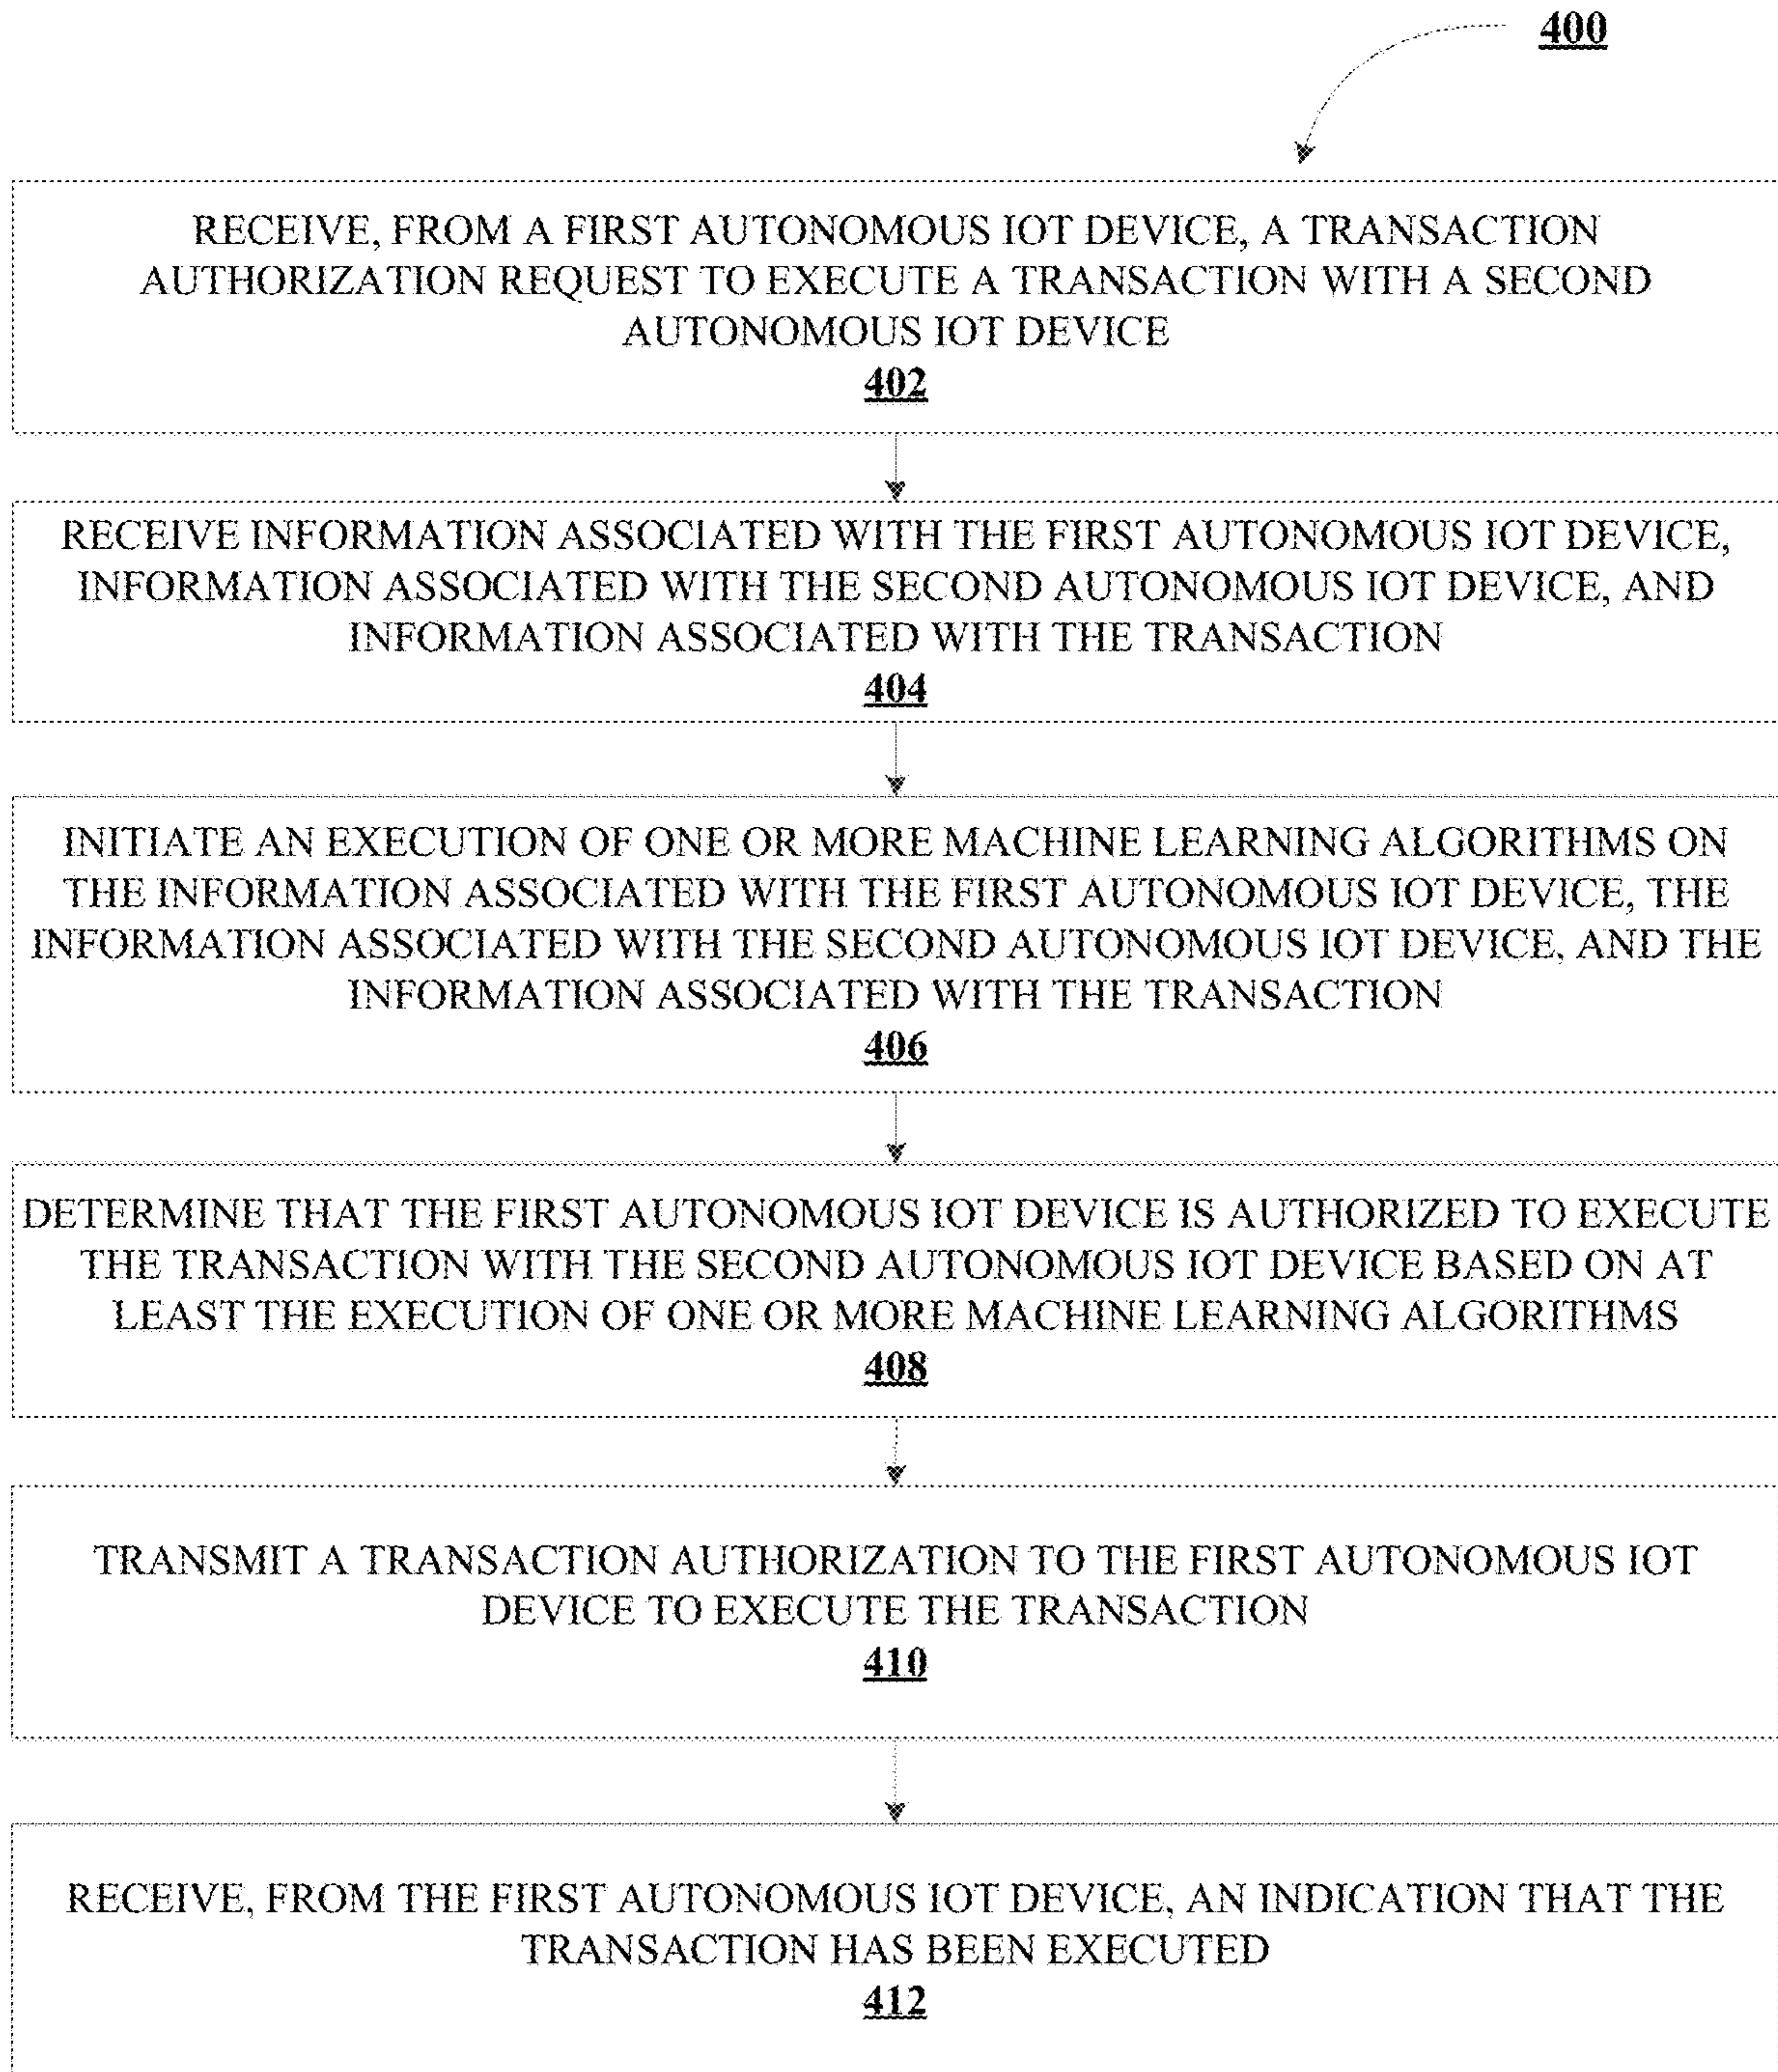 400
RECEIVE, FROM A FIRST AUTONOMOUS IOT DEVICE, A TRANSACTION
AUTHORIZATION REQUEST TO EXECUTE A TRANSACTION WITH A SECOND
AUTONOMOUS IOT DEVICE
402
RECEIVE INFORMATION ASSOCIATED WITH THE FIRST AUTONOMOUS IOT DEVICE,
INFORMATION ASSOCIATED WITH THE SECOND AUTONOMOUS IOT DEVICE, AND
INFORMATION ASSOCIATED WITH THE TRANSACTION
404
INITIATE AN EXECUTION OF ONE OR MORE MACHINE LEARNING ALGORITHMS ON
THE INFORMATION ASSOCIATED WITH THE FIRST AUTONOMOUS IOT DEVICE, THE
INFORMATION ASSOCIATED WITH THE SECOND AUTONOMOUS IOT DEVICE, AND THE
INFORMATION ASSOCIATED WITH THE TRANSACTION
406
DETERMINE THAT THE FIRST AUTONOMOUS IOT DEVICE IS AUTHORIZED TO EXECUTE
THE TRANSACTION WITH THE SECOND AUTONOMOUS IOT DEVICE BASED ON AT
LEAST THE EXECUTION OF ONE OR MORE MACHINE LEARNING ALGORITHMS
408
TRANSMIT A TRANSACTION AUTHORIZATION TO THE FIRST AUTONOMOUS IOT
DEVICE TO EXECUTE THE TRANSACTION
410
RECEIVE, FROM THE FIRST AUTONOMOUS IOT DEVICE, AN INDICATION THAT THE
TRANSACTION HAS BEEN EXECUTED
412